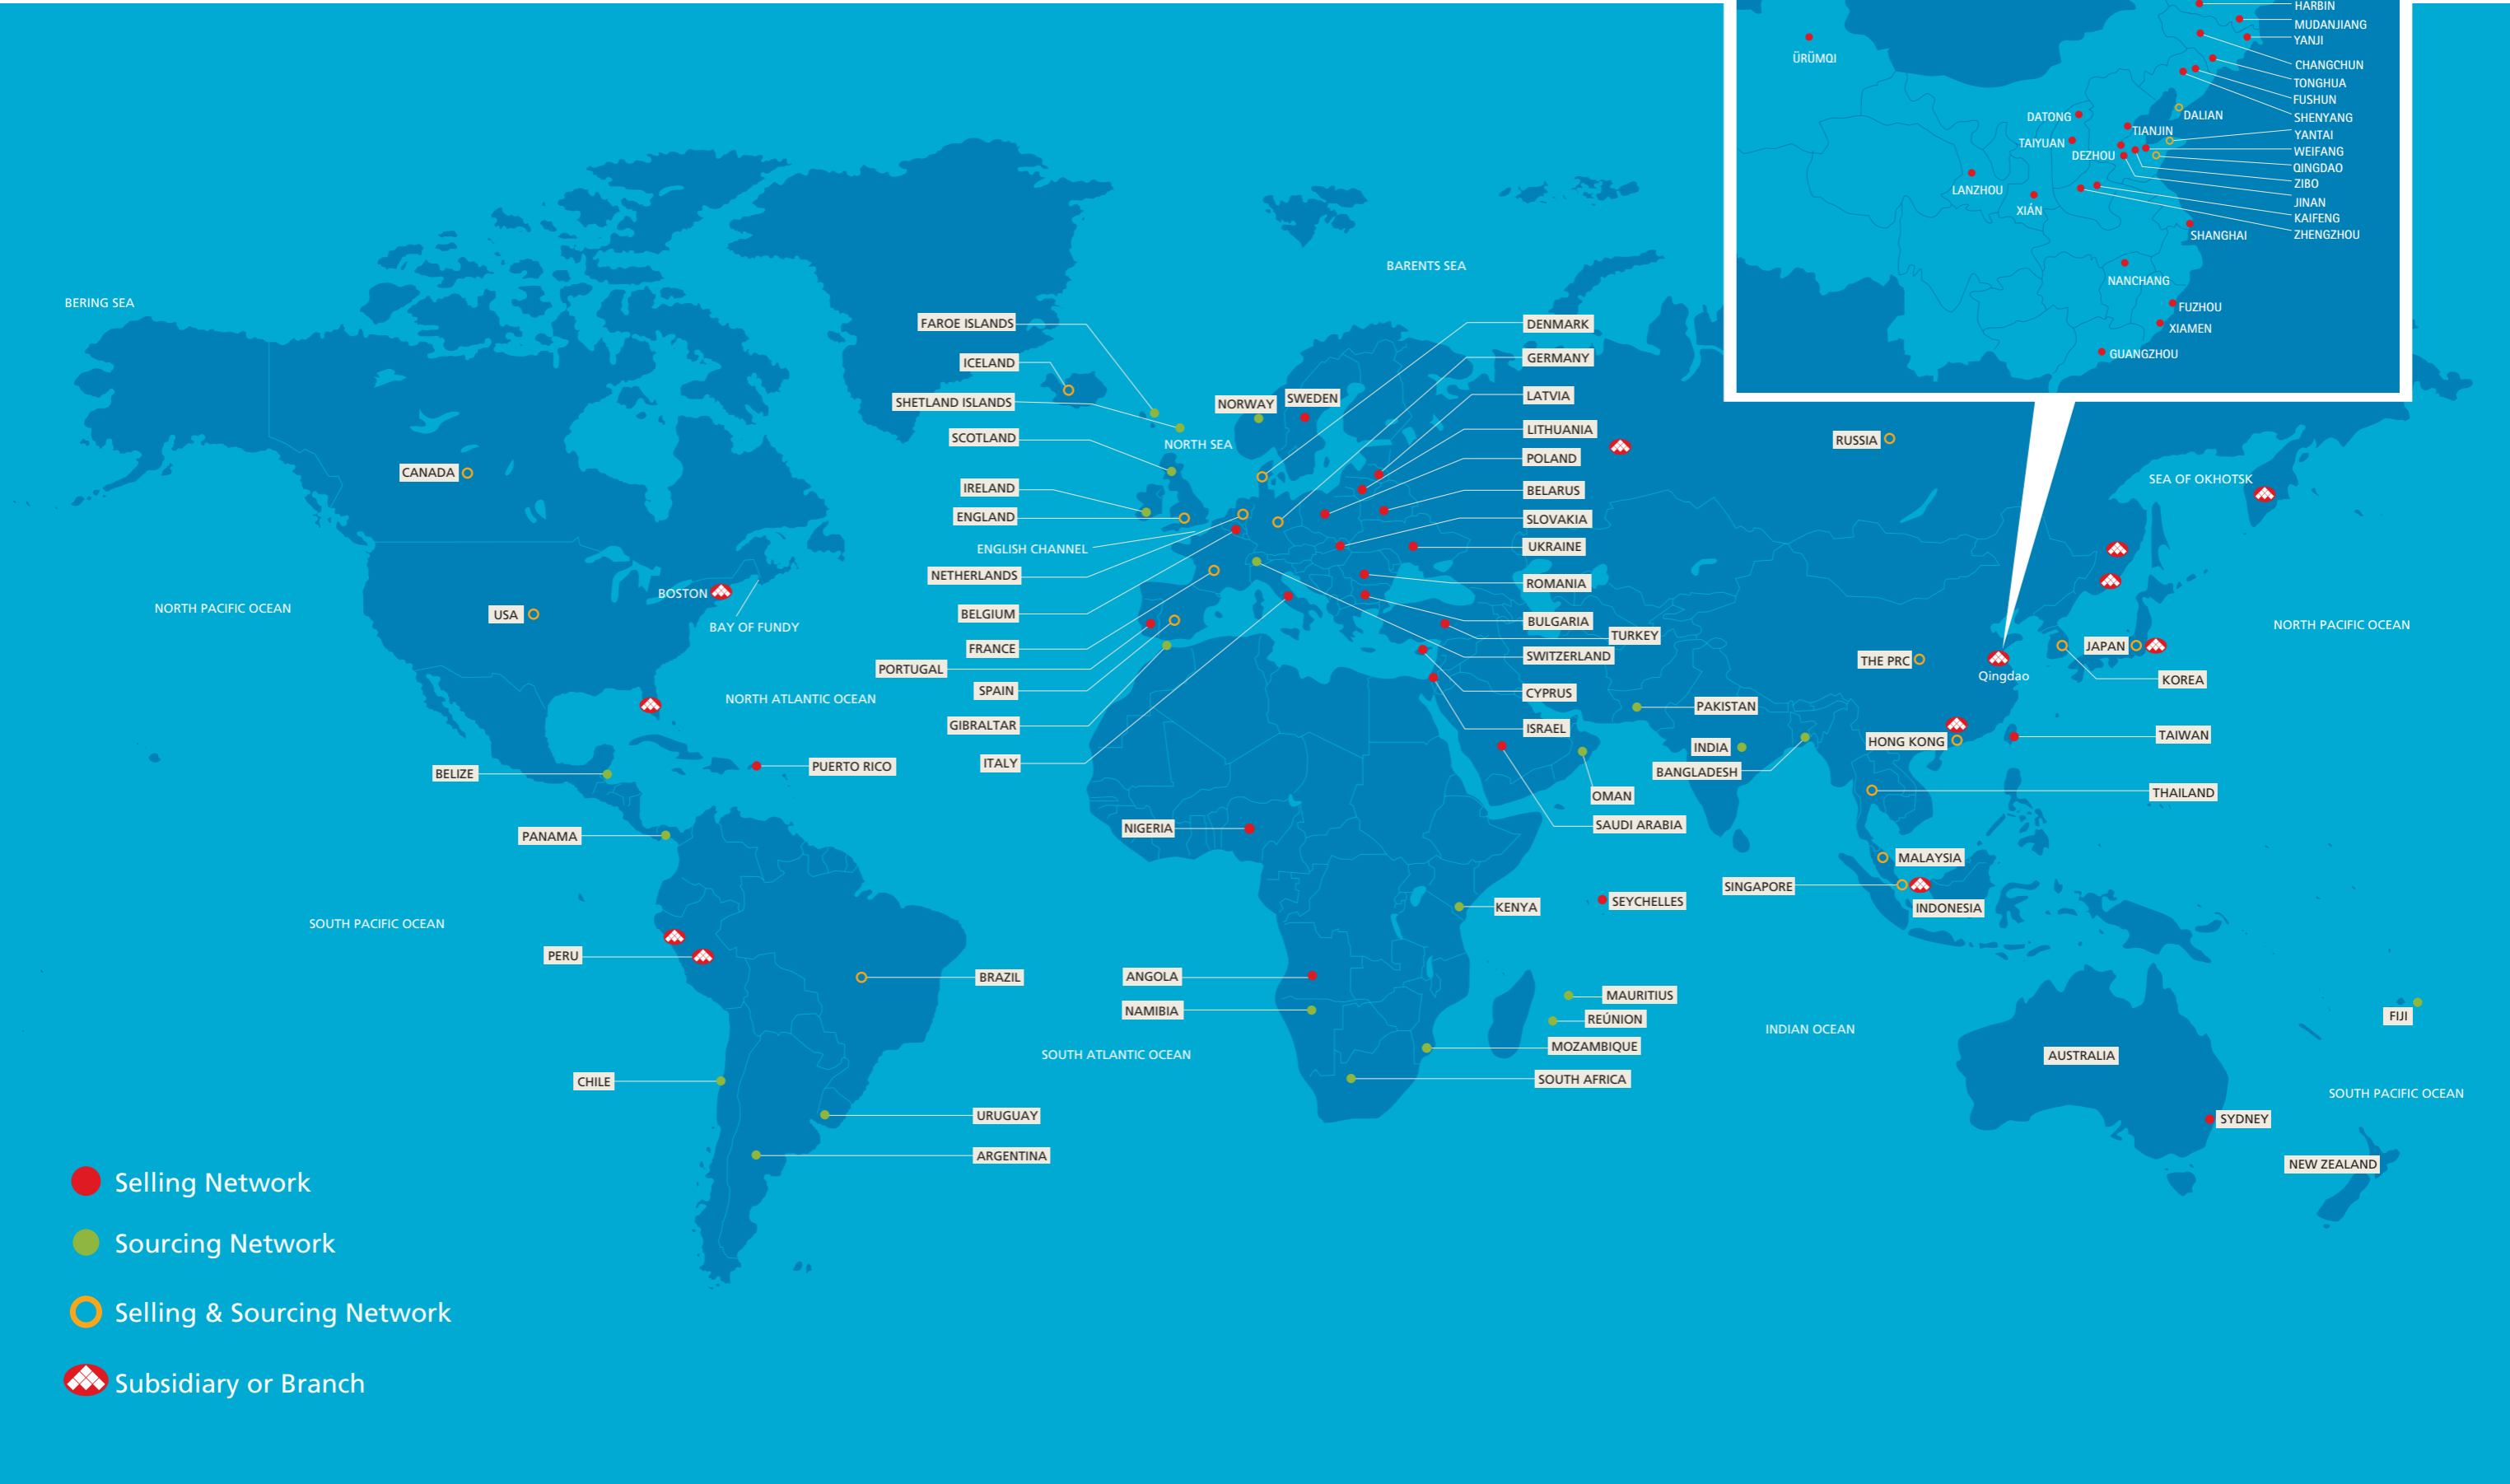 HARBIN
MUDANJIANG
YANJI
ÜRÜMQI
CHANGCHUN
TONGHUA
FUSHUN
DALIAN
DATONG
SHENYANG
TIANJIN
YANTAI
TAIYUAN
WEIFANG
DEZHOU
QINGDAO
ZIBO
LANZHOU
JINAN
XIÁN
KAIFENG
SHANGHAI
ZHENGZHOU
NANCHANG
FUZHOU
XIAMEN
GUANGZHOU
BARENTS SEA
BERING SEA
FAROE ISLANDS
DENMARK
ICELAND
GERMANY
SHETLAND ISLANDS
NORWAY
SWEDEN
LATVIA
SCOTLAND
NORTH SEA
LITHUANIA
RUSSIA
POLAND
CANADA
SEA OF OKHOTSK
IRELAND
BELARUS
ENGLAND
SLOVAKIA
ENGLISH CHANNEL
UKRAINE
NETHERLANDS
ROMANIA
BOSTON
NORTH PACIFIC OCEAN
USA
BELGIUM
BULGARIA
BAY OF FUNDY
TURKEY
NORTH PACIFIC OCEAN
FRANCE
SWITZERLAND
JAPAN
THE PRC
PORTUGAL
Qingdao
KOREA
SPAIN
CYPRUS
NORTH ATLANTIC OCEAN
PAKISTAN
GIBRALTAR
ISRAEL
TAIWAN
HONG KONG
INDIA
ITALY
PUERTO RICO
BELIZE
BANGLADESH
OMAN
THAILAND
SAUDI ARABIA
NIGERIA
PANAMA
MALAYSIA
SINGAPORE
SEYCHELLES
KENYA
INDONESIA
SOUTH PACIFIC OCEAN
PERU
BRAZIL
ANGOLA
MAURITIUS
NAMIBIA
REÚNION
FIJI
INDIAN OCEAN
MOZAMBIQUE
SOUTH ATLANTIC OCEAN
AUSTRALIA
CHILE
SOUTH AFRICA
SOUTH PACIFIC OCEAN
URUGUAY
SYDNEY
ARGENTINA
NEW ZEALAND
Selling Network
Sourcing Network
Selling & Sourcing Network
Subsidiary or Branch